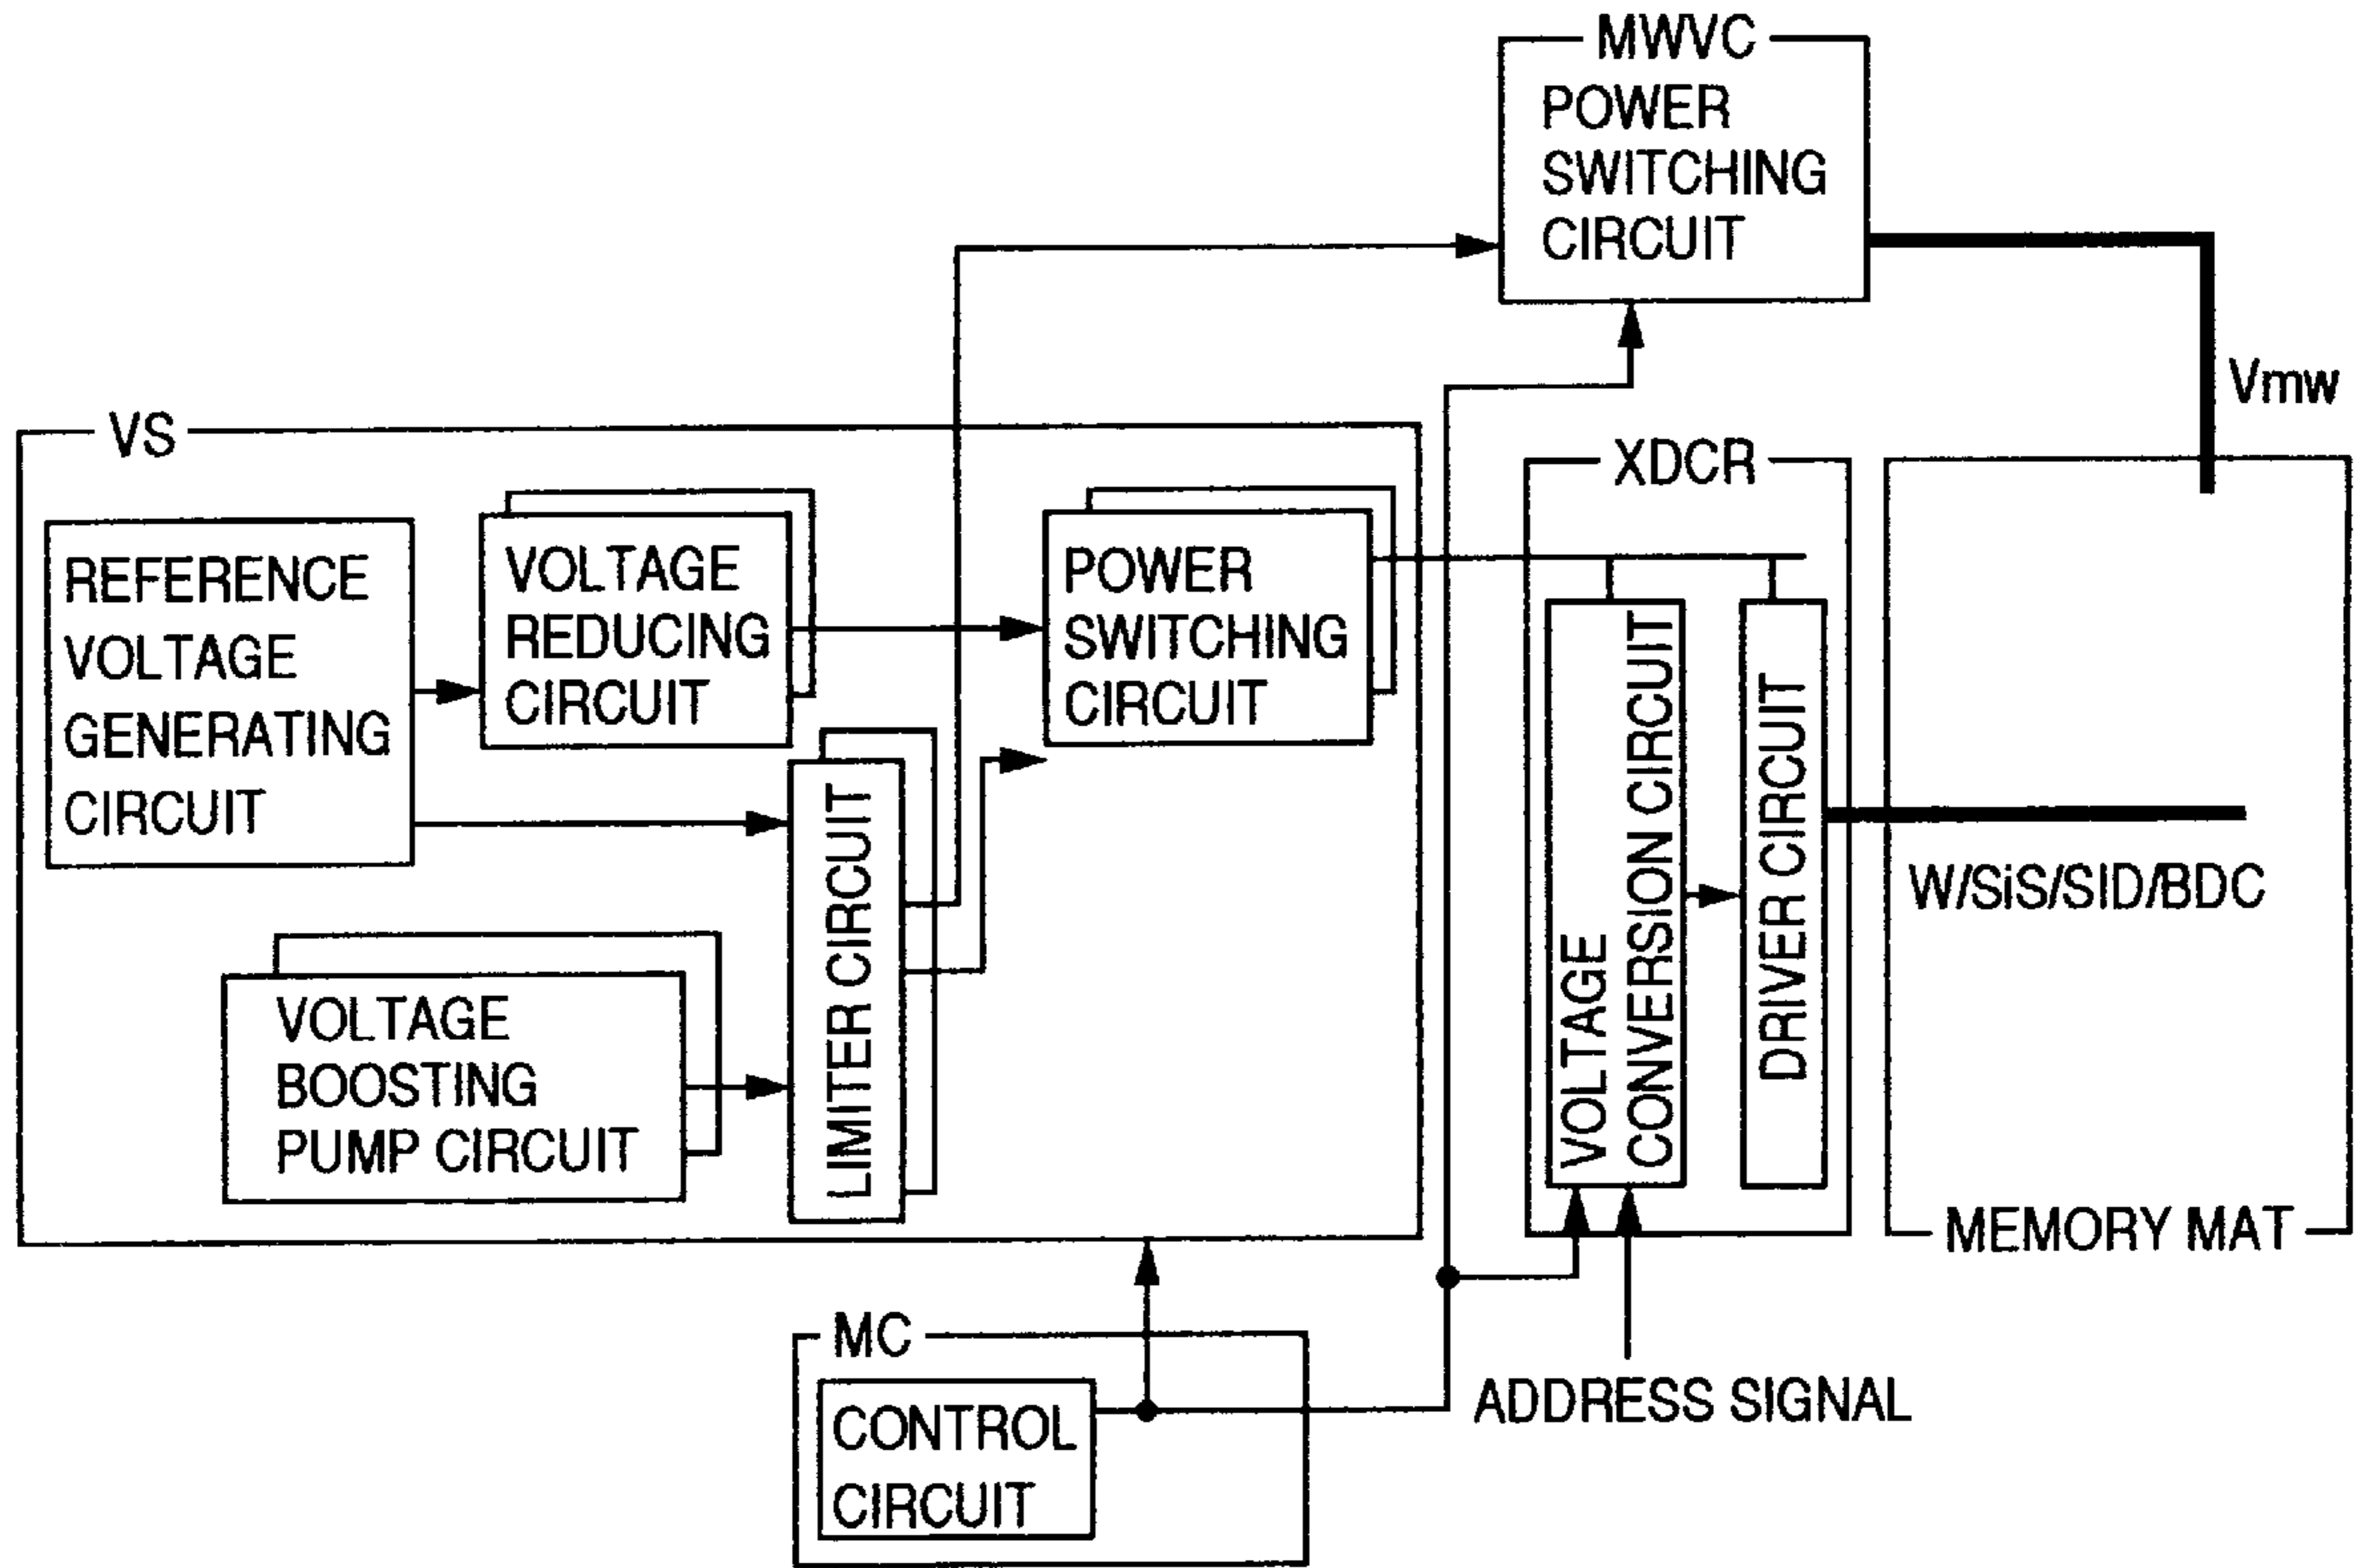 MWVC
POWER
SWITCHING
CIRCUIT
Vmw
VS
XDCR
REFERENCE
VOLTAGE
GENERATING
CIRCUIT
VOLTAGE
REDUCING
CIRCUIT
POWER
SWITCHING
CIRCUIT
LIMITER CIRCUIT
VOLTAGE
BOOSTING
PUMP CIRCUIT
VOLTAGE
CONVERSION CIRCUIT
DRIVER CIRCUIT
W/SiS/SID/BDC
MEMORY MAT
MC
CONTROL
CIRCUIT
ADDRESS SIGNAL